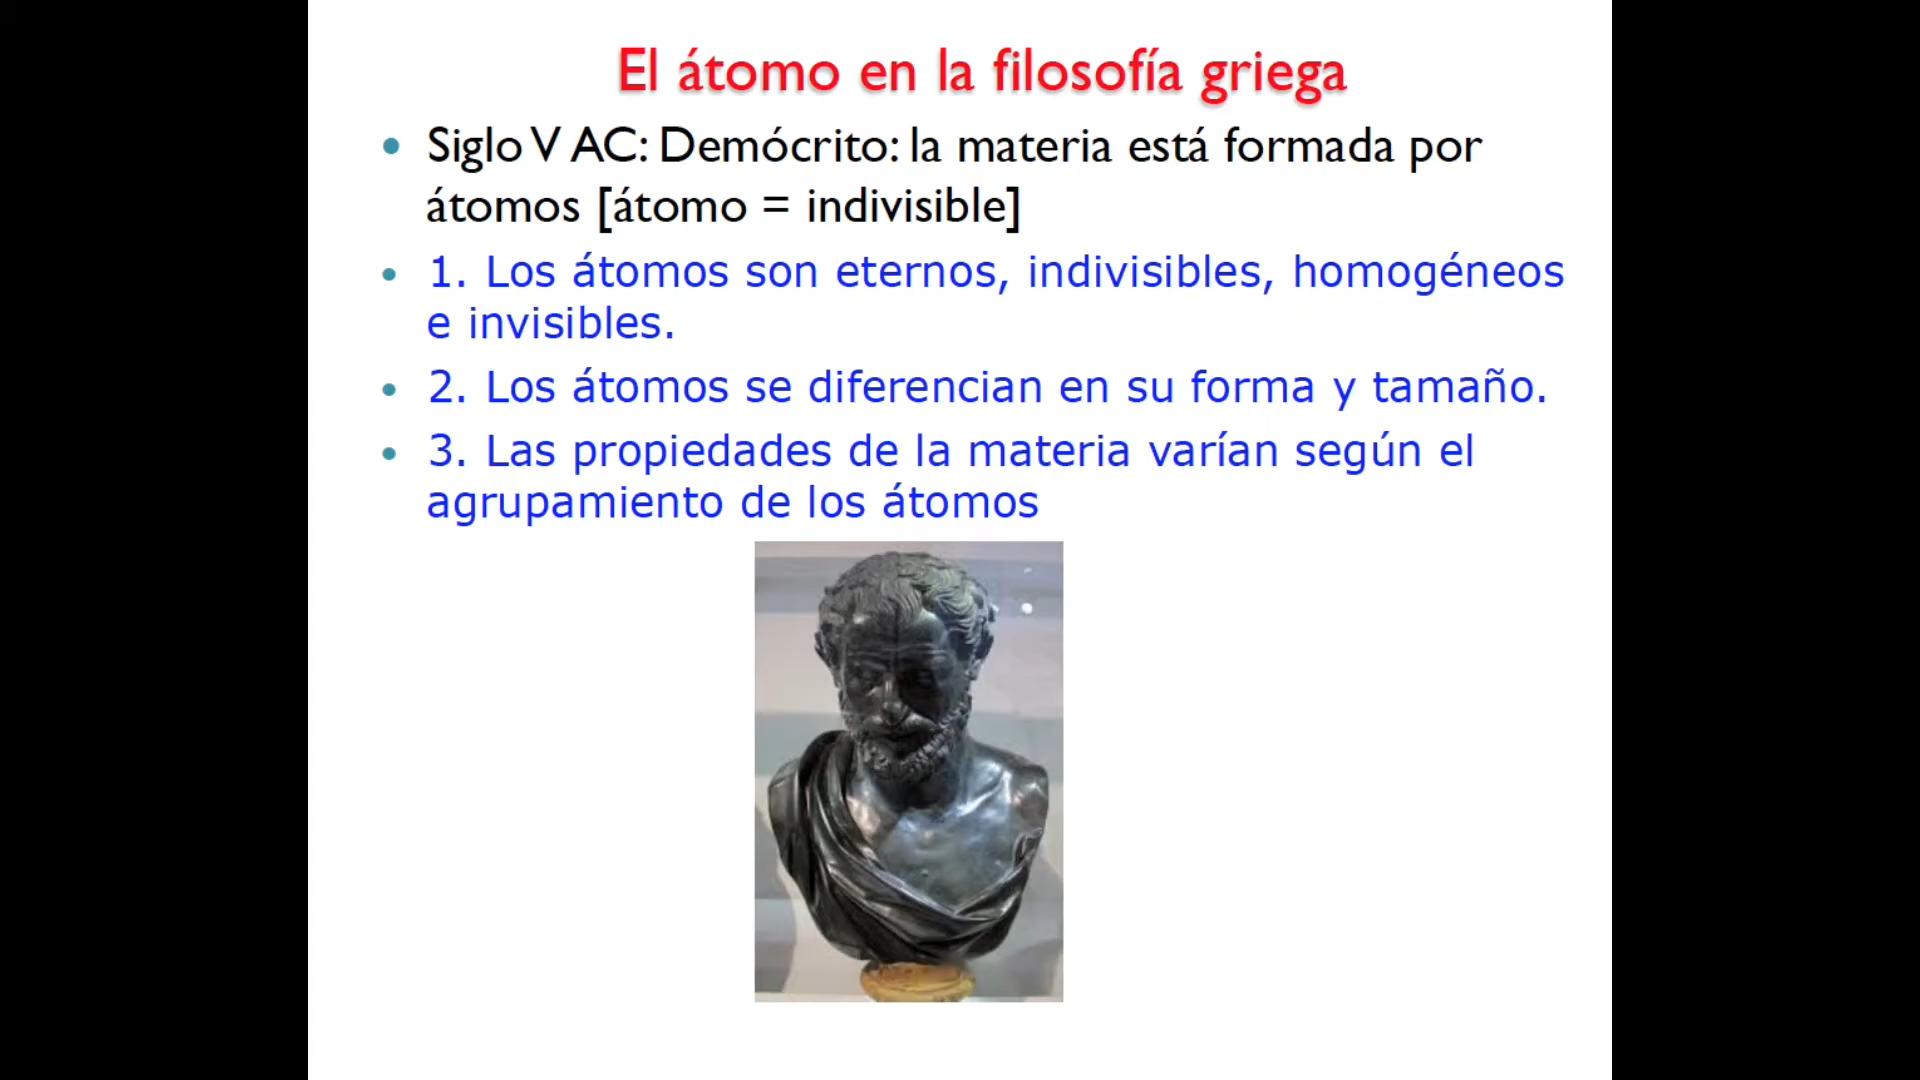 El átomo en la filosofía griega
• Siglo V AC: Demócrito: la materia está formada por
átomos [átomo = indivisible]
• 1. Los átomos son eternos, indivisibles, homogéneos
e invisibles.
• 2. Los átomos se diferencian en su forma y tamaño.
• 3. Las propiedades de la materia varían según el
agrupamiento de los átomos